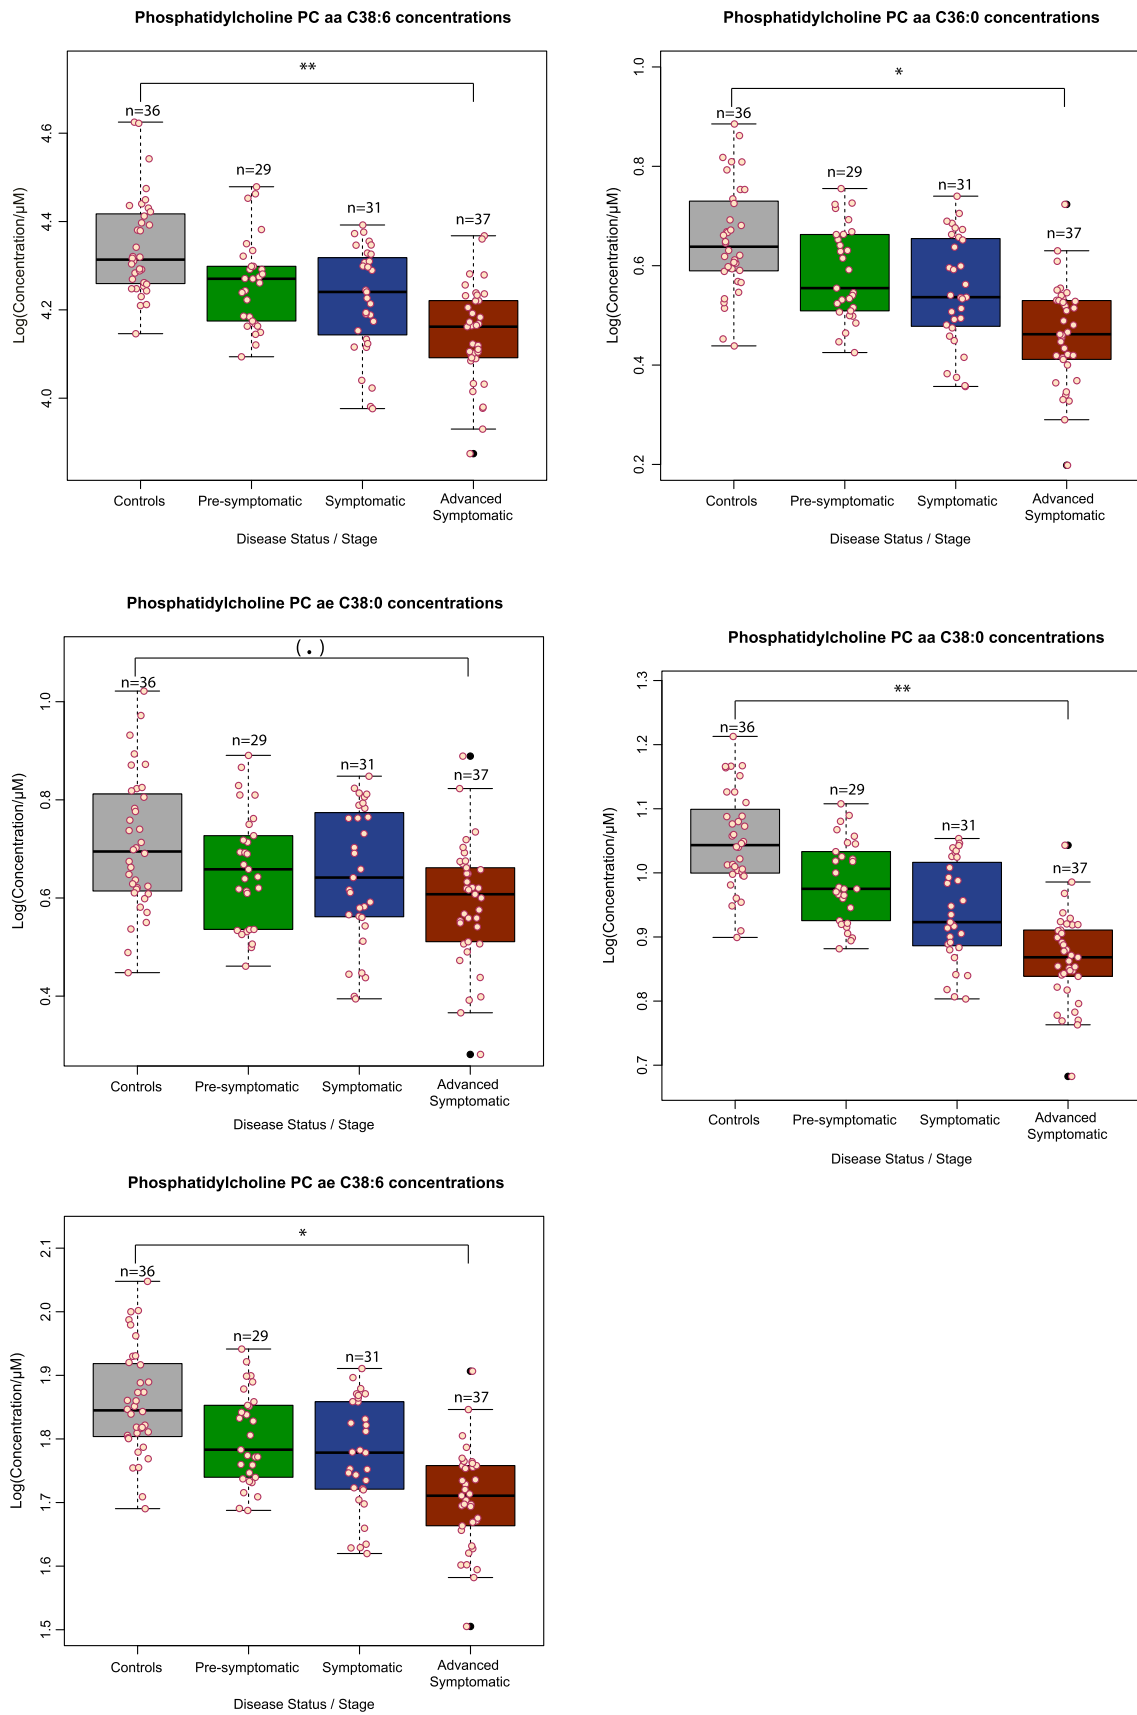 Phosphatidylcholine PC aa C38:6 concentrations
**
n=36
n=29
n=31
n=37
Log(Concentration/µM)
4.6
4.4
4.2
4.0
Controls
Pre-symptomatic
Symptomatic
Advanced
Symptomatic
Disease Status / Stage
Phosphatidylcholine PC aa C36:0 concentrations
*
n=36
n=29
n=31
n=37
Log(Concentration/µM)
1.0
0.8
0.6
0.4
0.2
Controls
Pre-symptomatic
Symptomatic
Advanced
Symptomatic
Disease Status / Stage
Phosphatidylcholine PC ae C38:0 concentrations
(.)
n=36
n=29
n=31
n=37
Log(Concentration/µM)
1.0
0.8
0.6
0.4
Controls
Pre-symptomatic
Symptomatic
Advanced
Symptomatic
Disease Status / Stage
Phosphatidylcholine PC aa C38:0 concentrations
**
n=36
n=29
n=31
n=37
Log(Concentration/µM)
1.3
1.2
1.1
1.0
0.9
0.8
0.7
Controls
Pre-symptomatic
Symptomatic
Advanced
Symptomatic
Disease Status / Stage
Phosphatidylcholine PC ae C38:6 concentrations
*
n=36
n=29
n=31
n=37
Log(Concentration/µM)
2.1
2.0
1.9
1.8
1.7
1.6
1.5
Controls
Pre-symptomatic
Symptomatic
Advanced
Symptomatic
Disease Status / Stage